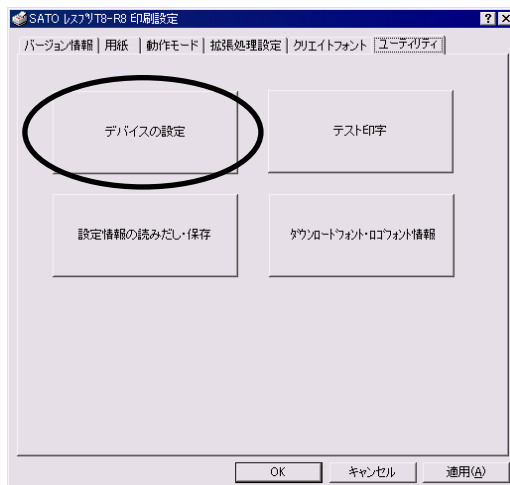 SATO ﾚｽﾌﾟﾘT8-R8 印刷設定
バージョン情報 用紙 動作モード 拡張処理設定 クリエイトフォント ユーティリティ
デバイスの設定 テスト印字
設定情報の読みだし･保存 ﾀﾞｳﾝﾛｰﾄﾞﾌｫﾝﾄ･ﾛｺﾞﾌｫﾝﾄ情報
OK キャンセル 適用(A)